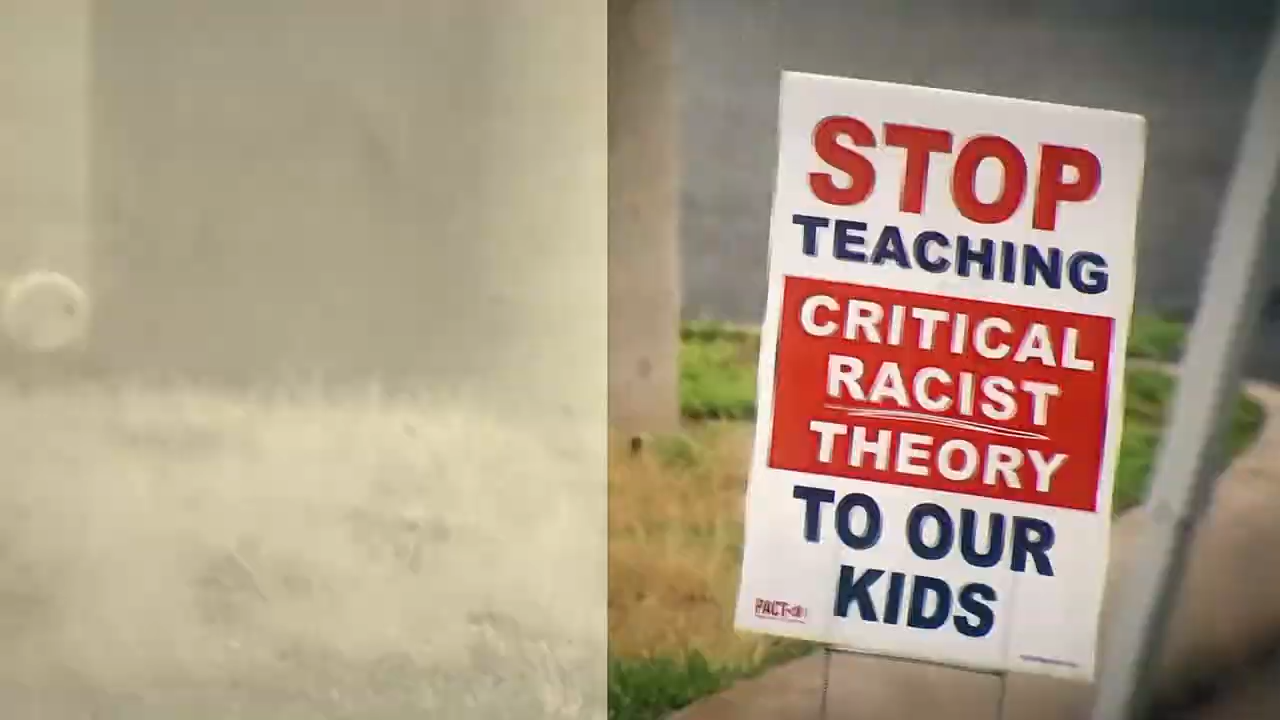 STOP
TEACHING
CRITICAL
RACIST
THEORY
TO OUR
KIDS
PACT